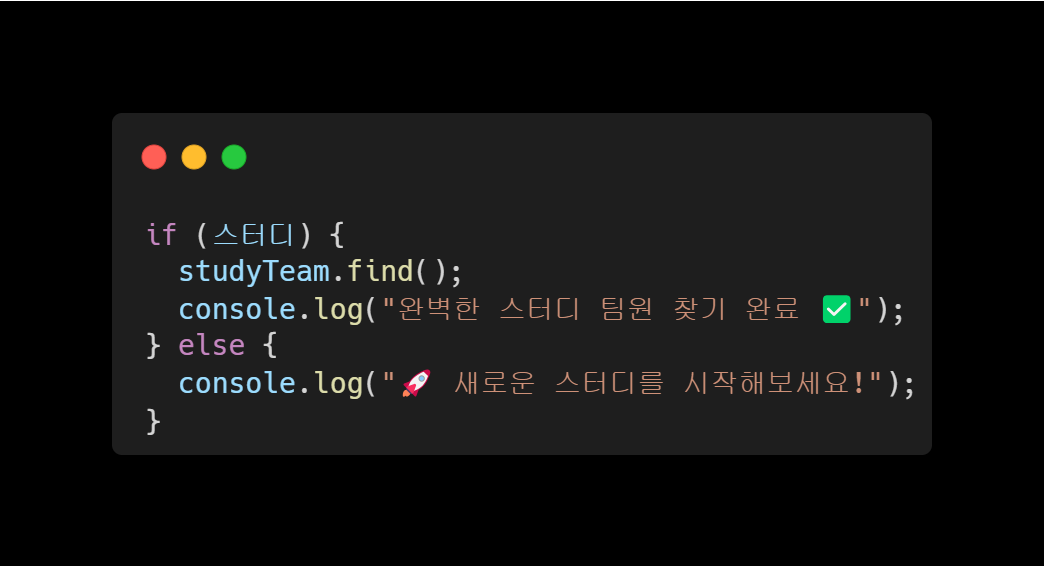 if (스터디) {
  studyTeam.find();
  console.log("완벽한 스터디 팀원 찾기 완료 ✅");
} else {
  console.log("🚀 새로운 스터디를 시작해보세요!");
}